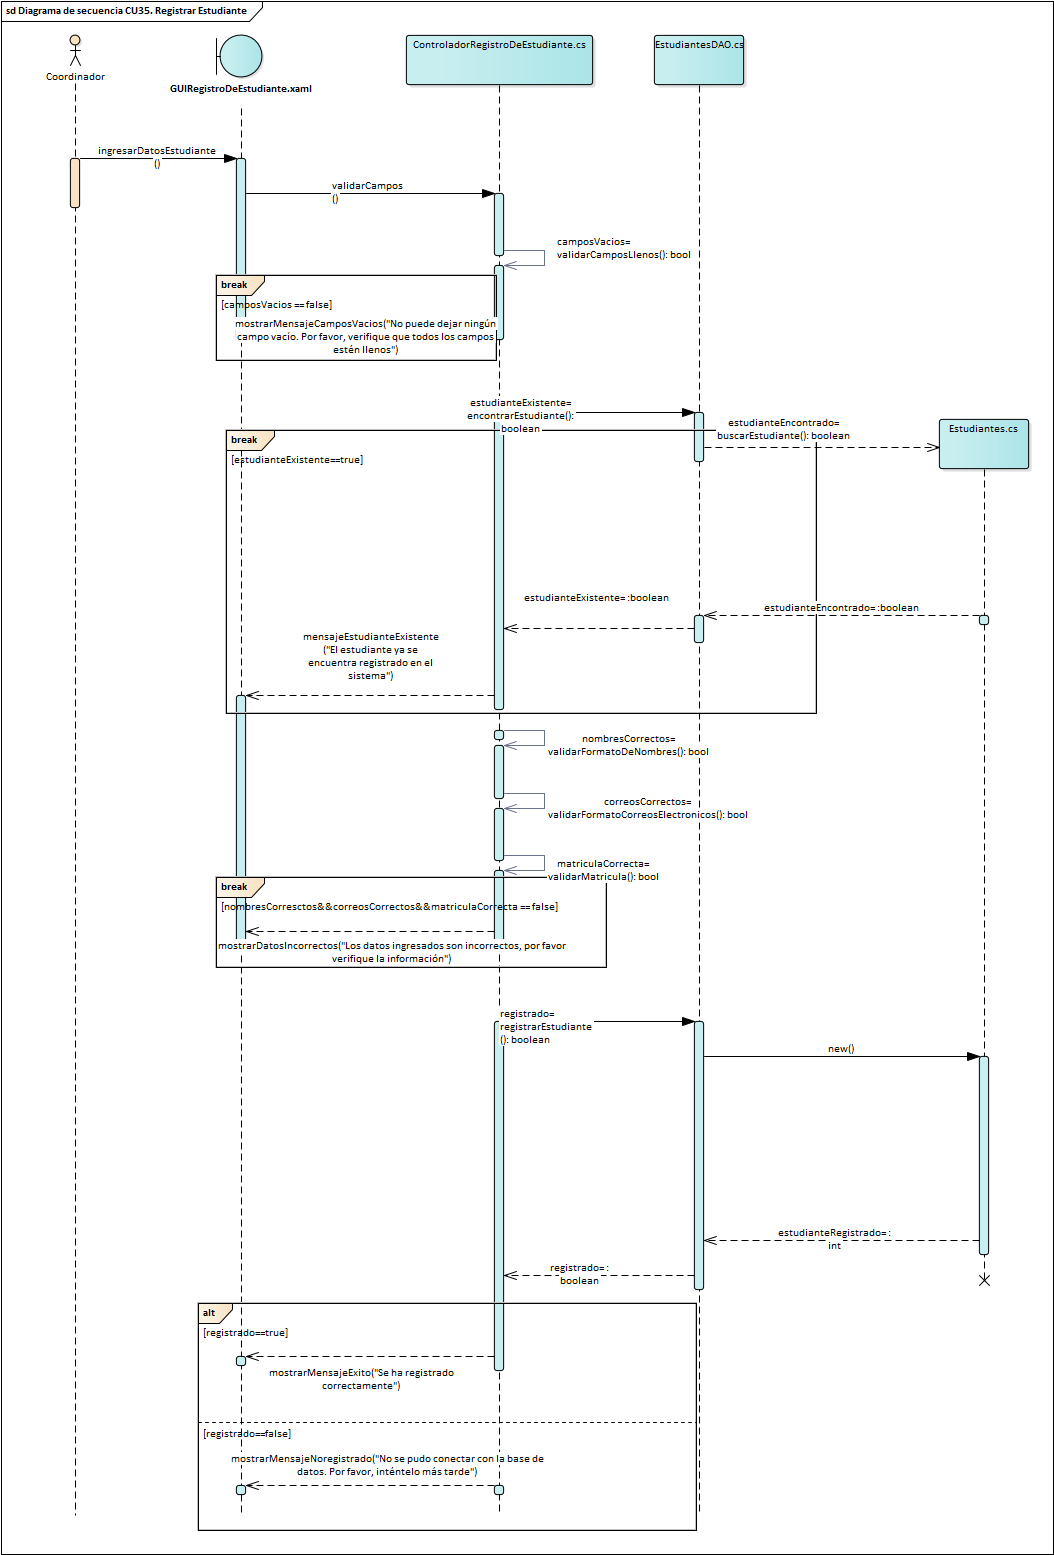 sd Diagrama de secuencia CU35. Registrar Estudiante
Coordinador
GUIRegistroDeEstudiante.xaml
ControladorRegistroDeEstudiante.cs
EstudiantesDAO.cs
ingresarDatosEstudiante
()
validarCampos
()
camposVacios=
validarCamposLlenos(): bool
break
[camposVacios ==false]
mostrarMensajeCamposVacios("No puede dejar ningún
campo vacío. Por favor, verifique que todos los campos
estén llenos")
estudianteExistente=
encontrarEstudiante():
boolean
estudianteEncontrado=
buscarEstudiante(): boolean
Estudiantes.cs
break
[estudianteExistente==true]
estudianteExistente= :boolean
estudianteEncontrado= :boolean
mensajeEstudianteExistente
("El estudiante ya se
encuentra registrado en el
sistema")
nombresCorrectos=
validarFormatoDeNombres(): bool
correosCorrectos=
validarFormatoCorreosElectronicos(): bool
matriculaCorrecta=
validarMatricula(): bool
break
[nombresCorresctos&&correosCorrectos&&matriculaCorrecta ==false]
mostrarDatosIncorrectos("Los datos ingresados son incorrectos, por favor
verifique la información")
registrado=
registrarEstudiante
(): boolean
new()
estudianteRegistrado= :
int
registrado= :
boolean
alt
[registrado==true]
mostrarMensajeExito("Se ha registrado
correctamente")
[registrado==false]
mostrarMensajeNoregistrado("No se pudo conectar con la base de
datos. Por favor, inténtelo más tarde")